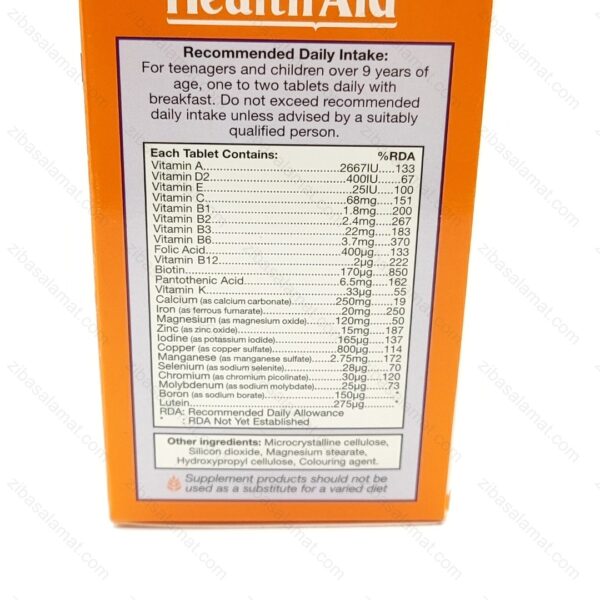 HealthAid
Recommended Daily Intake:
For teenagers and children over 9 years of
age, one to two tablets daily with
breakfast. Do not exceed recommended
daily intake unless advised by a suitably
qualified person.
Each Tablet Contains: %RDA
Vitamin A..........2667IU.....133
Vitamin D2..........400IU......67
Vitamin E..........25IU.....100
Vitamin C..........68mg.....151
Vitamin B1..........1.8mg.....200
Vitamin B2..........2.4mg.....267
Vitamin B3..........22mg.....183
Vitamin B6..........3.7mg.....370
Folic Acid..........400µg.....133
Vitamin B12..........2µg.....222
Biotin..........170µg.....850
Pantothenic Acid..........6.5mg.....162
Vitamin K..........33µg......55
Calcium (as calcium carbonate)..........250mg......19
Iron (as ferrous fumarate)..........20mg.....250
Magnesium (as magnesium oxide)..........120mg......50
Zinc (as zinc oxide)..........15mg.....187
Iodine (as potassium iodide)..........165µg.....137
Copper (as copper sulfate)..........800µg.....114
Manganese (as manganese sulfate)..........2.75mg.....172
Selenium (as sodium selenite)..........28µg......70
Chromium (as chromium picolinate)..........30µg.....120
Molybdenum (as sodium molybdate)..........25µg......73
Boron (as sodium borate)..........150µg..........*
Lutein..........275µg..........*
RDA: Recommended Daily Allowance
* : RDA Not Yet Established
Other ingredients: Microcrystalline cellulose,
Silicon dioxide, Magnesium stearate,
Hydroxypropyl cellulose, Colouring agent.
Supplement products should not be
used as a substitute for a varied diet
zibasalamat.com